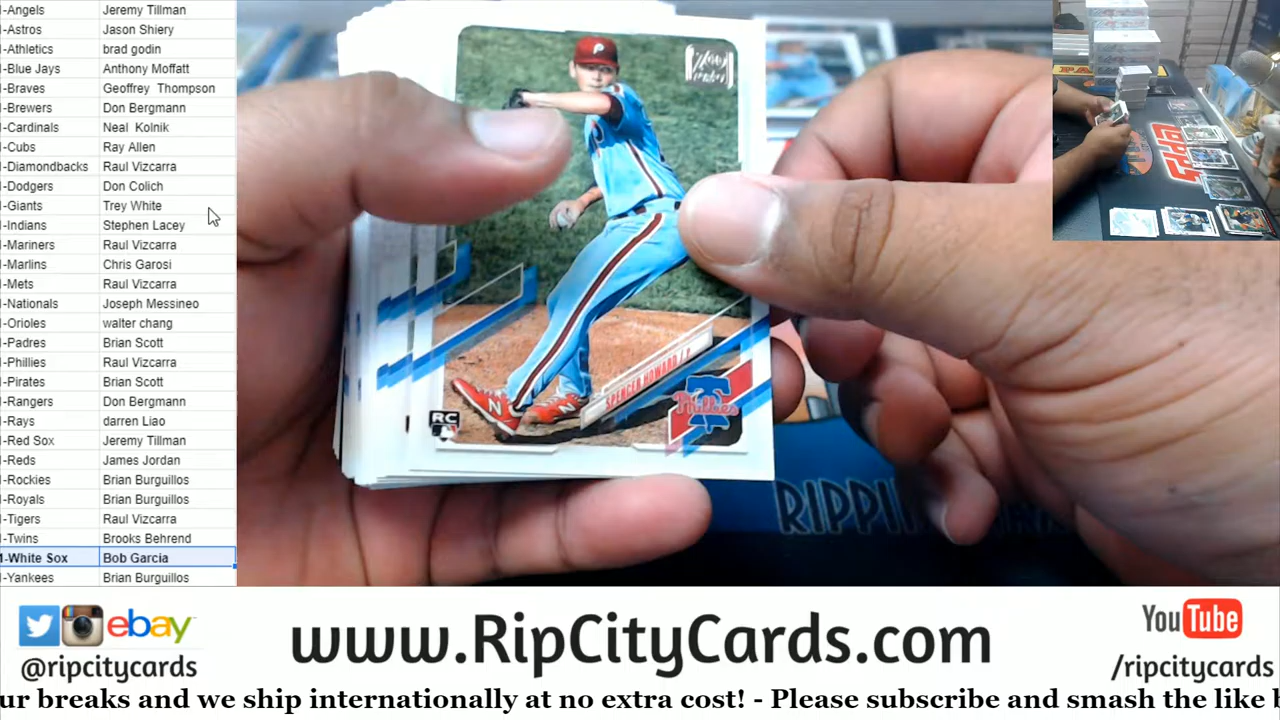 I-Angels Jeremy Tillman
I-Astros Jason Shiery
I-Athletics brad godin
I-Blue Jays Anthony Moffatt
I-Braves Geoffrey Thompson
I-Brewers Don Bergmann
I-Cardinals Neal Kolnik
I-Cubs Ray Allen
I-Diamondbacks Raul Vizcarra
I-Dodgers Don Colich
I-Giants Trey White
I-Indians Stephen Lacey
I-Mariners Raul Vizcarra
I-Marlins Chris Garosi
I-Mets Raul Vizcarra
I-Nationals Joseph Messineo
I-Orioles walter chang
I-Padres Brian Scott
I-Phillies Raul Vizcarra
I-Pirates Brian Scott
I-Rangers Don Bergmann
I-Rays darren Liao
I-Red Sox Jeremy Tillman
I-Reds James Jordan
I-Rockies Brian Burguillos
I-Royals Brian Burguillos
I-Tigers Raul Vizcarra
I-Twins Brooks Behrend
I-White Sox Bob Garcia
I-Yankees Brian Burguillos
P
SPENCER HOWARD / P
Phillies
RC
N
N
TOPPS
RIPPI
ebay
@ripcitycards
www.RipCityCards.com
YouTube
/ripcitycards
ur breaks and we ship internationally at no extra cost! - Please subscribe and smash the like b